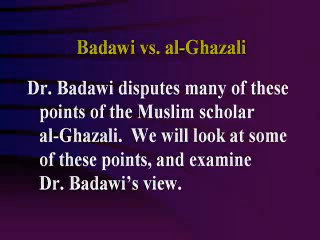 Badawi vs. al-Ghazali
Dr. Badawi disputes many of these
points of the Muslim scholar
al-Ghazali.  We will look at some
of these points, and examine
Dr. Badawi's view.